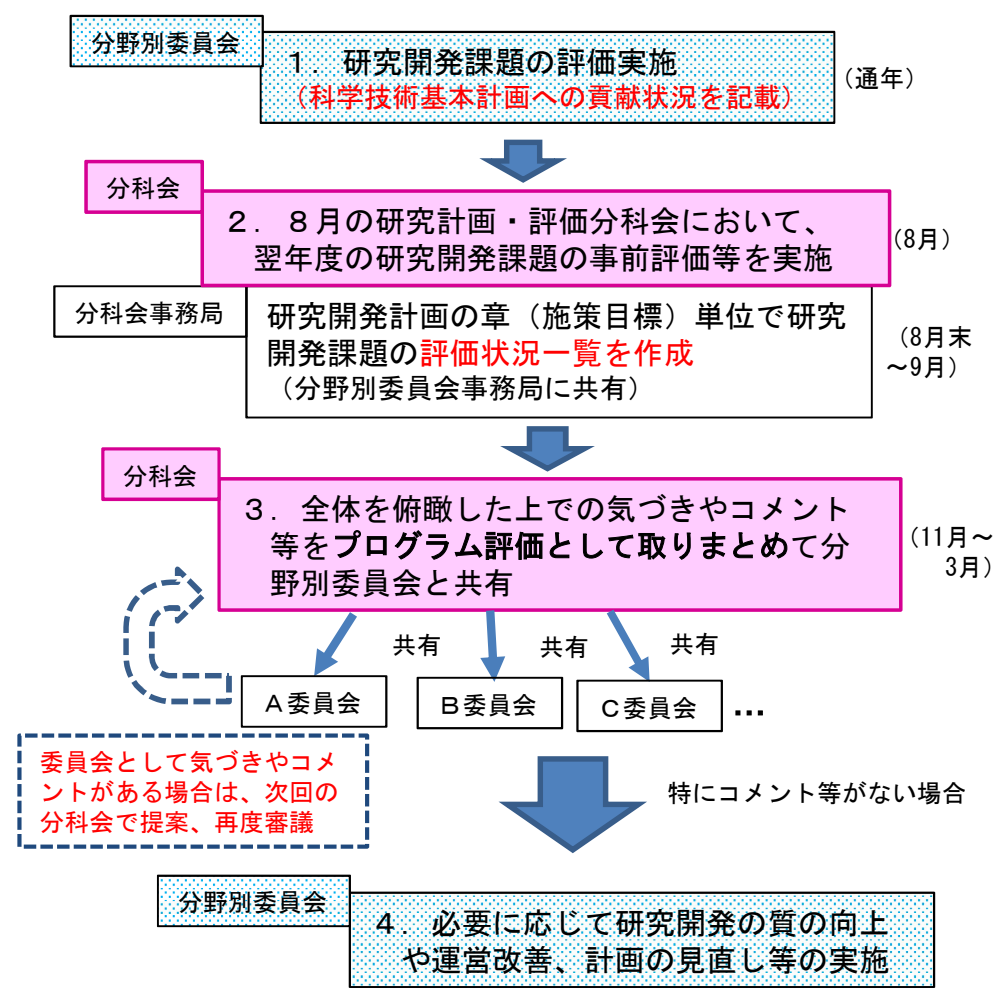 分野別委員会
１．研究開発課題の評価実施
（科学技術基本計画への貢献状況を記載）
（通年）
分科会
２．８月の研究計画・評価分科会において、
翌年度の研究開発課題の事前評価等を実施
（8月）
分科会事務局
研究開発計画の章（施策目標）単位で研究
開発課題の評価状況一覧を作成
（分野別委員会事務局に共有）
（8月末
～9月）
分科会
３．全体を俯瞰した上での気づきやコメント
等をプログラム評価として取りまとめて分
野別委員会と共有
（11月～
3月）
共有
共有
共有
Ａ委員会
Ｂ委員会
Ｃ委員会
…
委員会として気づきやコメ
ントがある場合は、次回の
分科会で提案、再度審議
特にコメント等がない場合
分野別委員会
４．必要に応じて研究開発の質の向上
や運営改善、計画の見直し等の実施